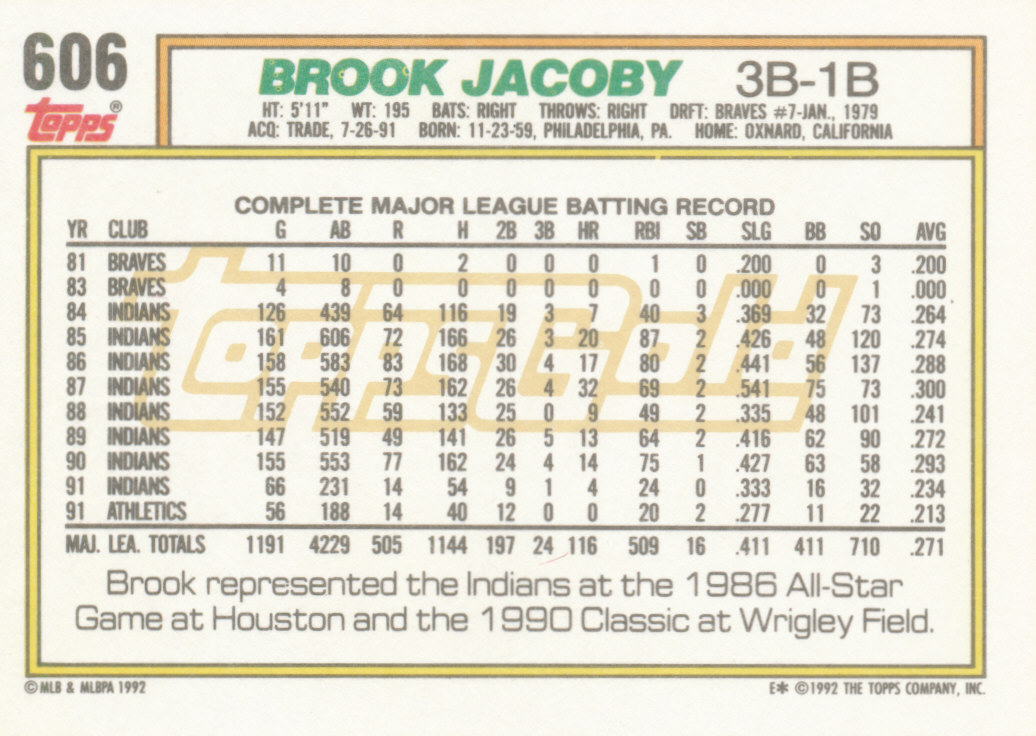 606
Topps®
BROOK JACOBY 3B-1B
HT: 5'11" WT: 195 BATS: RIGHT THROWS: RIGHT DRFT: BRAVES #7-JAN., 1979
ACQ: TRADE, 7-26-91 BORN: 11-23-59, PHILADELPHIA, PA. HOME: OXNARD, CALIFORNIA
COMPLETE MAJOR LEAGUE BATTING RECORD
YR CLUB G AB R H 2B 3B HR RBI SB SLG BB SO AVG
81 BRAVES 11 10 0 2 0 0 0 1 0 .200 0 3 .200
83 BRAVES 4 8 0 0 0 0 0 0 0 .000 0 1 .000
84 INDIANS 126 439 64 116 19 3 7 40 3 .369 32 73 .264
85 INDIANS 161 606 72 166 26 3 20 87 2 .426 48 120 .274
86 INDIANS 158 583 83 168 30 4 17 80 2 .441 56 137 .288
87 INDIANS 155 540 73 162 26 4 32 69 2 .541 75 73 .300
88 INDIANS 152 552 59 133 25 0 9 49 2 .335 48 101 .241
89 INDIANS 147 519 49 141 26 5 13 64 2 .416 62 90 .272
90 INDIANS 155 553 77 162 24 4 14 75 1 .427 63 58 .293
91 INDIANS 66 231 14 54 9 1 4 24 0 .333 16 32 .234
91 ATHLETICS 56 188 14 40 12 0 0 20 2 .277 11 22 .213
MAJ. LEA. TOTALS 1191 4229 505 1144 197 24 116 509 16 .411 411 710 .271
ToppsGold
Brook represented the Indians at the 1986 All-Star
Game at Houston and the 1990 Classic at Wrigley Field.
© MLB & MLBPA 1992
E* ©1992 THE TOPPS COMPANY, INC.